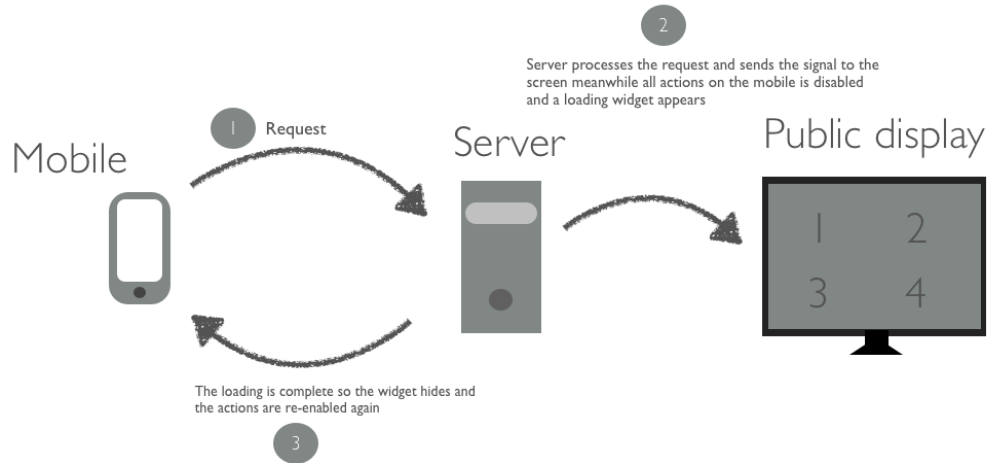 2
Server processes the request and sends the signal to the
screen meanwhile all actions on the mobile is disabled
and a loading widget appears
1 Request
Mobile
Server
Public display
1 2
3 4
The loading is complete so the widget hides and
the actions are re-enabled again
3